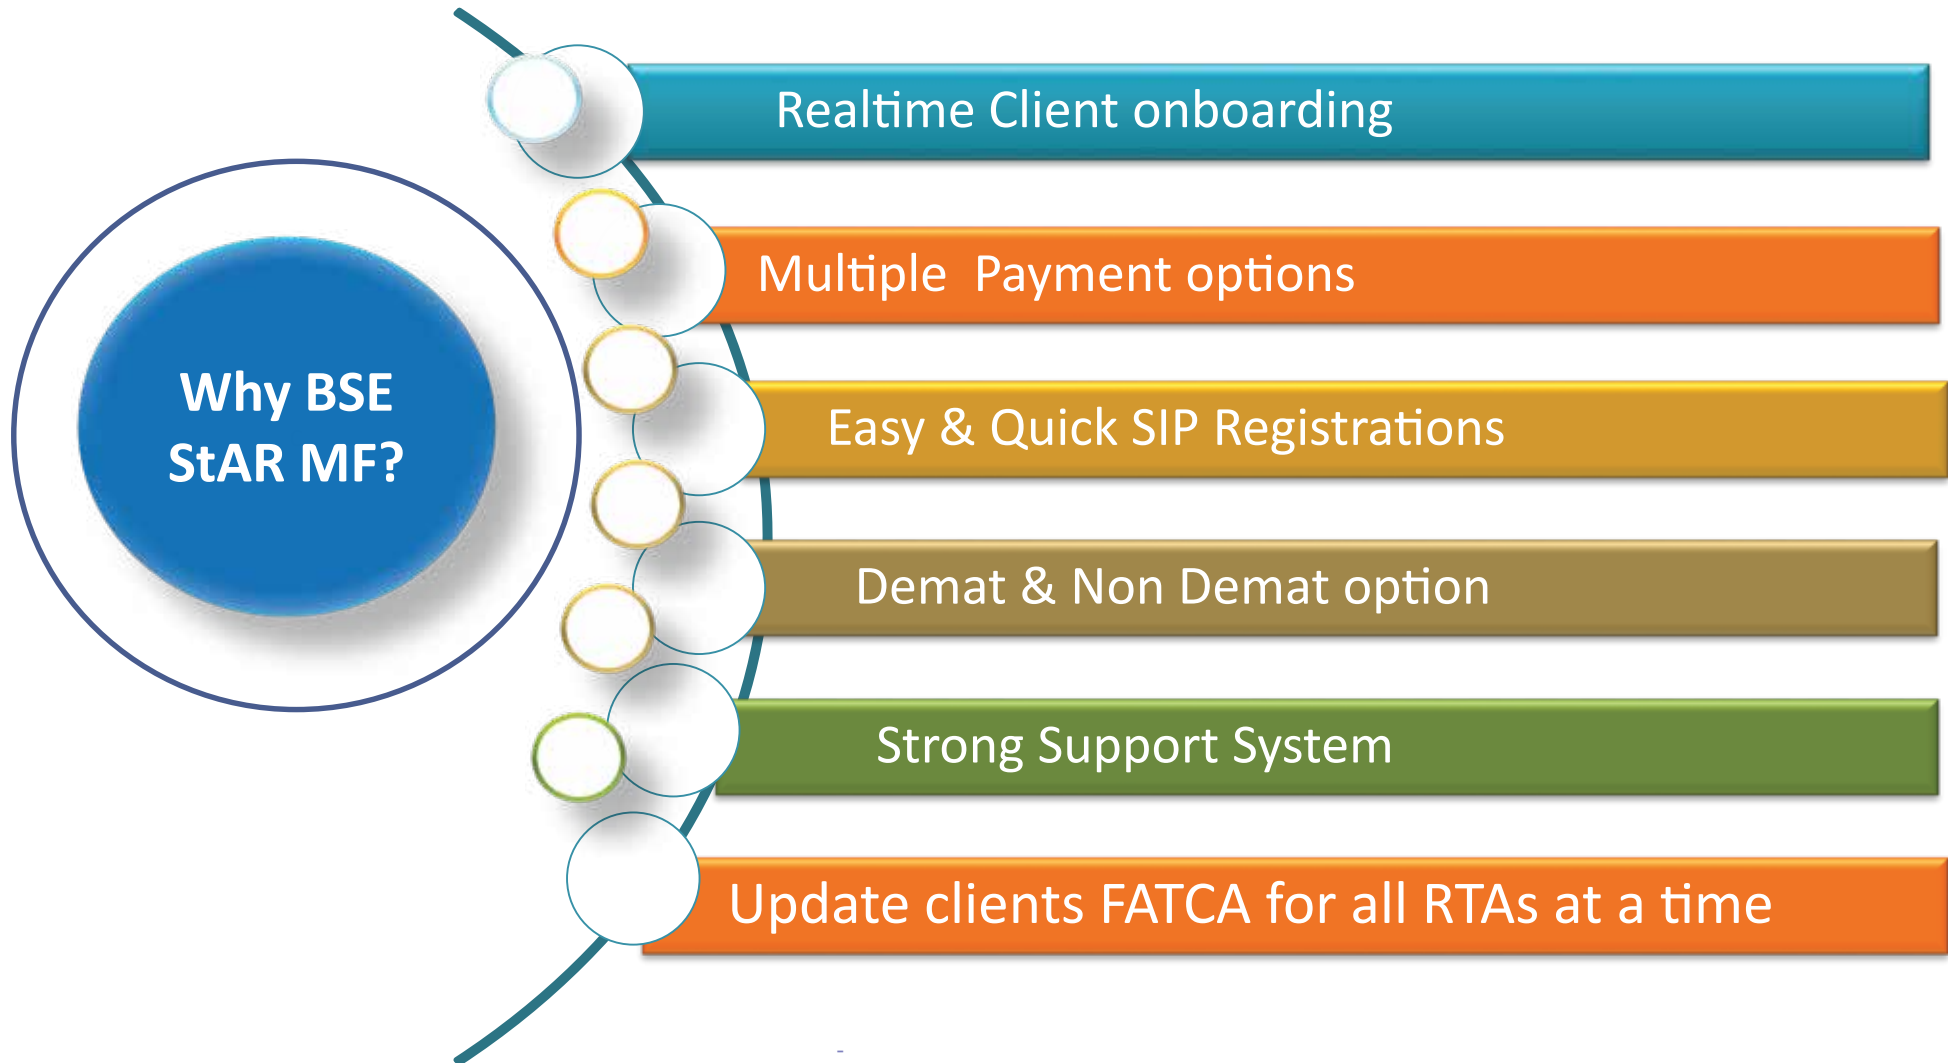 Why BSE
StAR MF?
Realtime Client onboarding
Multiple Payment options
Easy & Quick SIP Registrations
Demat & Non Demat option
Strong Support System
Update clients FATCA for all RTAs at a time
-